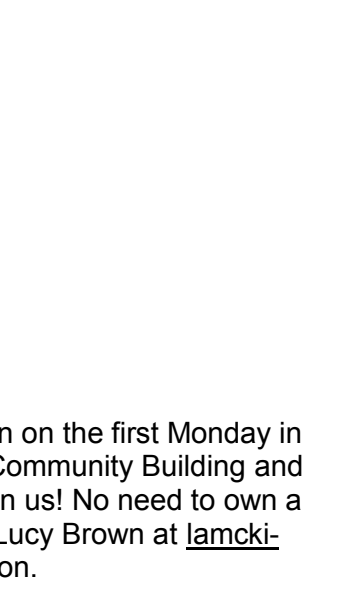 n on the first Monday in
Community Building and
n us! No need to own a
Lucy Brown at lamcki-
on.